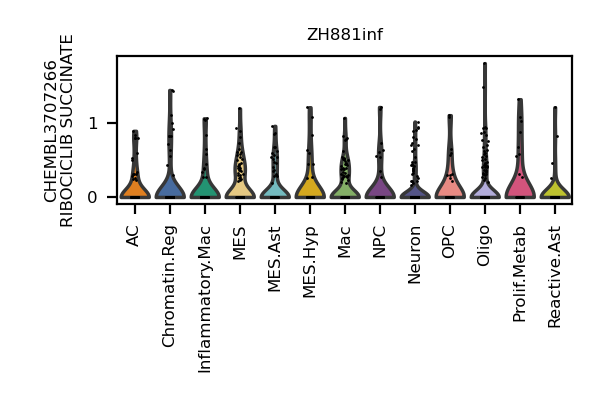 ZH881inf
CHEMBL3707266
RIBOCICLIB SUCCINATE
1
0
AC
Chromatin.Reg
Inflammatory.Mac
MES
MES.Ast
MES.Hyp
Mac
NPC
Neuron
OPC
Oligo
Prolif.Metab
Reactive.Ast